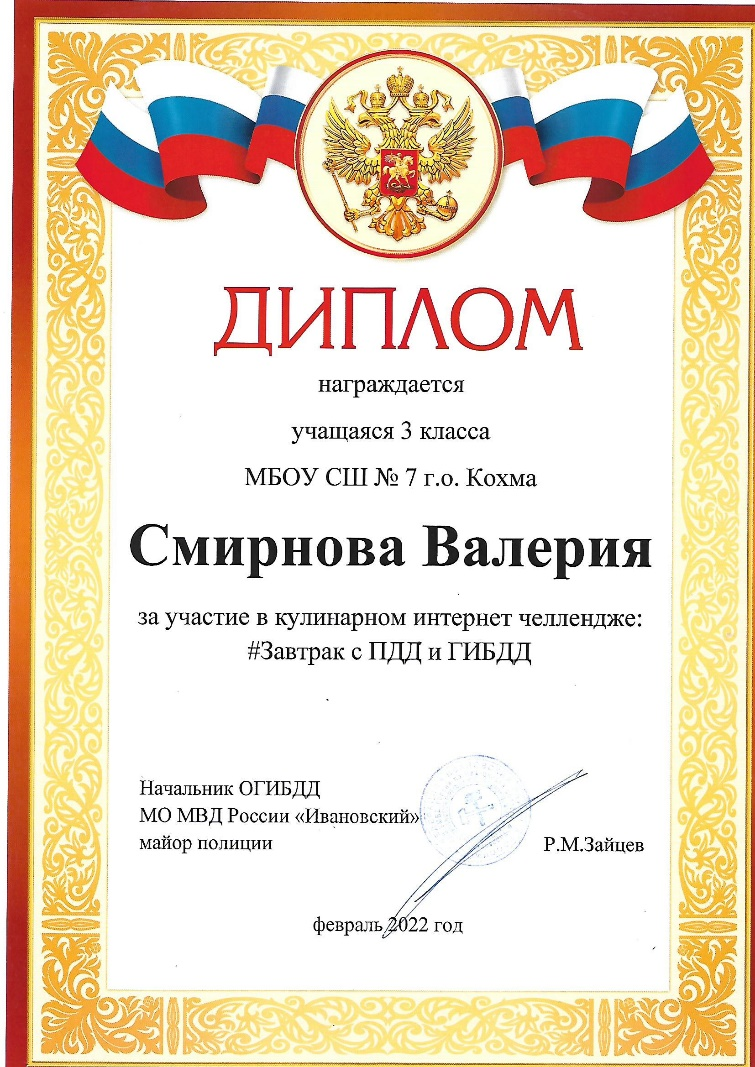 ДИПЛОМ
награждается
учащаяся 3 класса
МБОУ СШ № 7 г.о. Кохма
Смирнова Валерия
за участие в кулинарном интернет челлендже:
#Завтрак с ПДД и ГИБДД
Начальник ОГИБДД
МО МВД России «Ивановский»
майор полиции
Р.М.Зайцев
февраль 2022 год